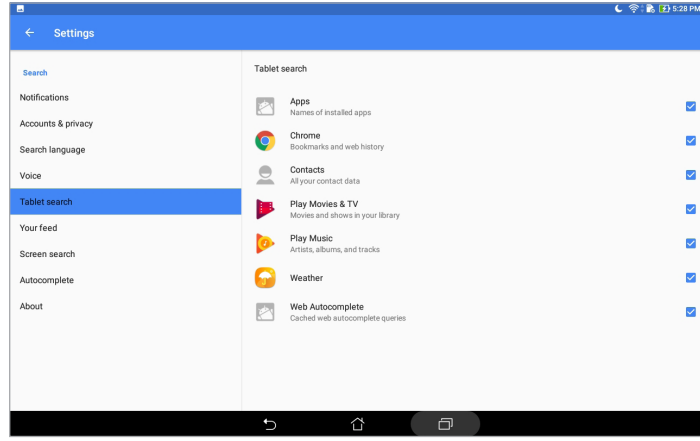 5:28 PM
Settings
Search
Notifications
Accounts & privacy
Search language
Voice
Tablet search
Your feed
Screen search
Autocomplete
About
Tablet search
Apps
Names of installed apps
Chrome
Bookmarks and web history
Contacts
All your contact data
Play Movies & TV
Movies and shows in your library
Play Music
Artists, albums, and tracks
Weather
Web Autocomplete
Cached web autocomplete queries